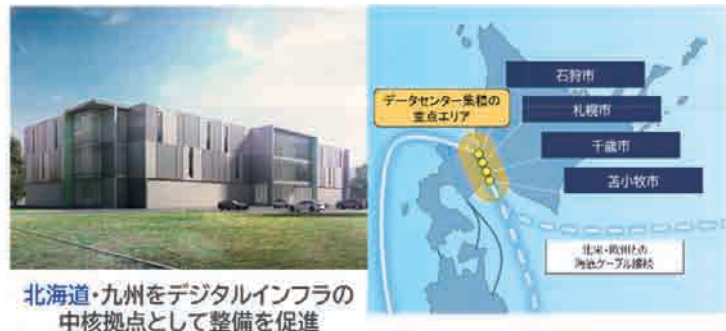 北海道・九州をデジタルインフラの
中核拠点として整備を促進
データセンター集積の
重点エリア
石狩市
札幌市
千歳市
苫小牧市
北米・欧州との
海底ケーブル接続